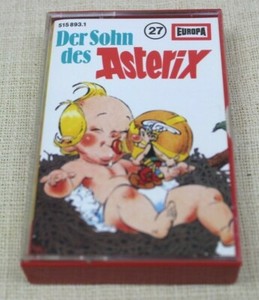 515 893.1
27
EUROPA
Der Sohn
des Asterix